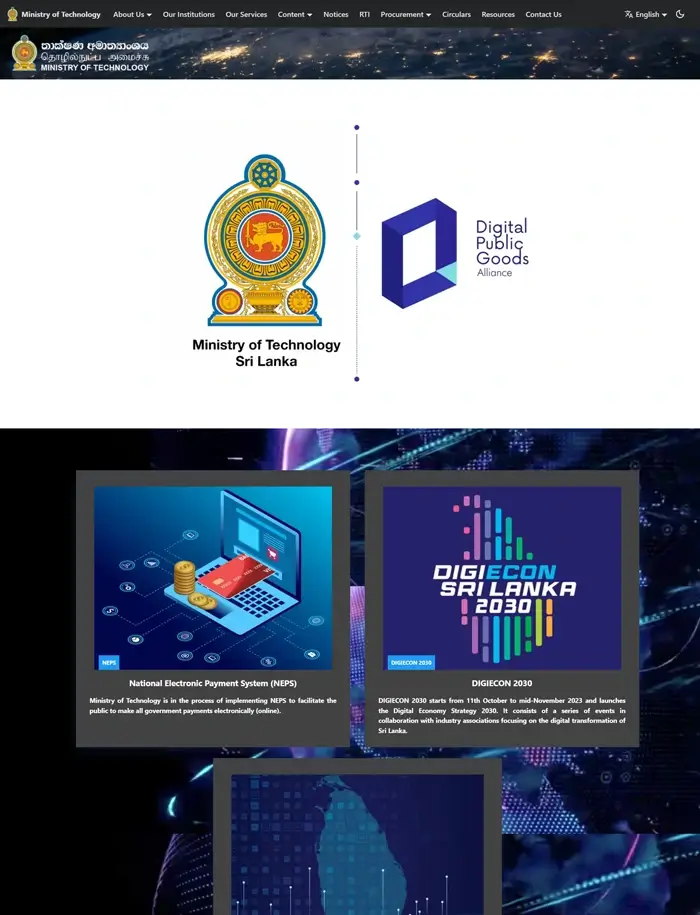 Ministry of Technology About Us Our Institutions Our Services Content Notices RTI Procurement Circulars Resources Contact Us English
තාක්ෂණ අමාත්‍යාංශය
தொழில்நுட்ப அமைச்சு
MINISTRY OF TECHNOLOGY
Ministry of Technology
Sri Lanka
Digital
Public
Goods
Alliance
NEPS
National Electronic Payment System (NEPS)
Ministry of Technology is in the process of implementing NEPS to facilitate the
public to make all government payments electronically (online).
DIGIECON
SRI LANKA
2030
DIGIECON 2030
DIGIECON 2030
DIGIECON 2030 starts from 11th October to mid-November 2023 and launches
the Digital Economy Strategy 2030. It consists of a series of events in
collaboration with industry associations focusing on the digital transformation of
Sri Lanka.